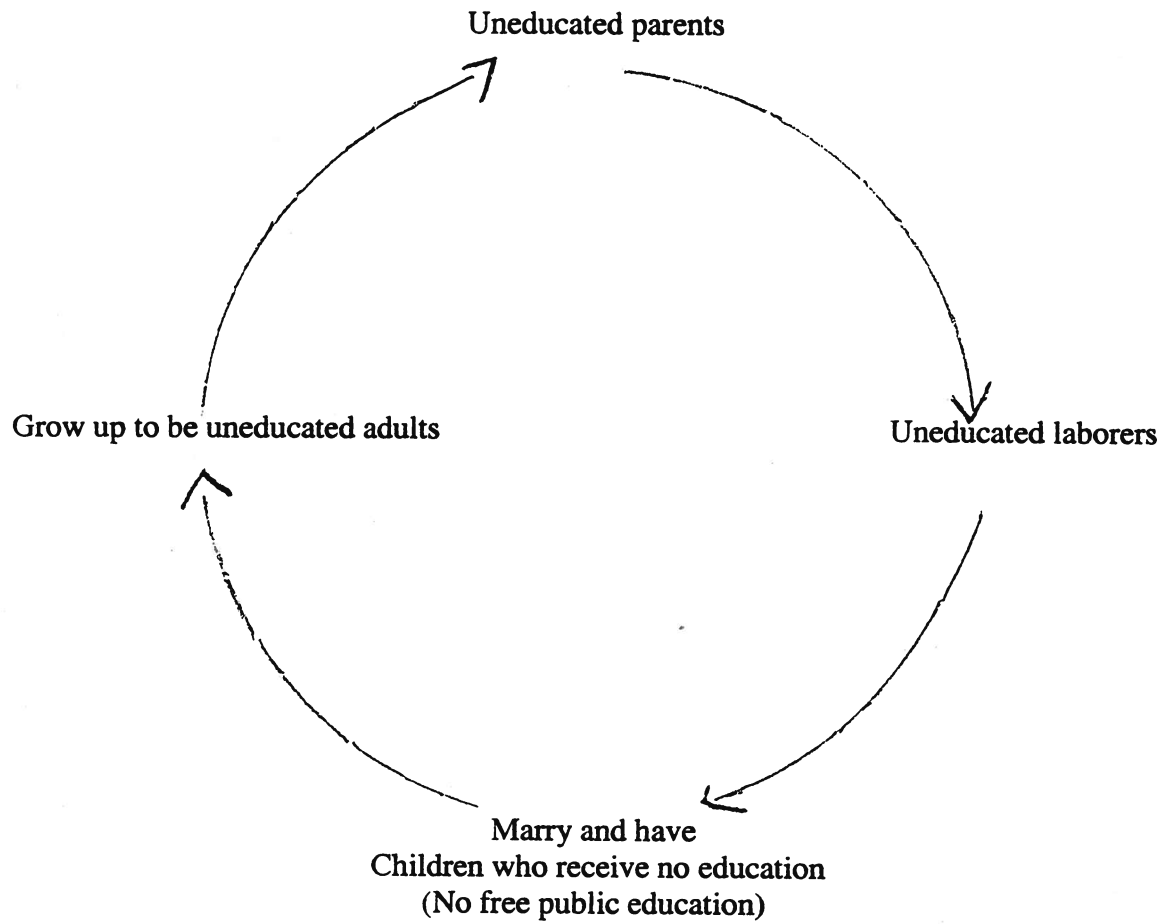 Uneducated parents
Grow up to be uneducated adults
Uneducated laborers
Marry and have
Children who receive no education
(No free public education)